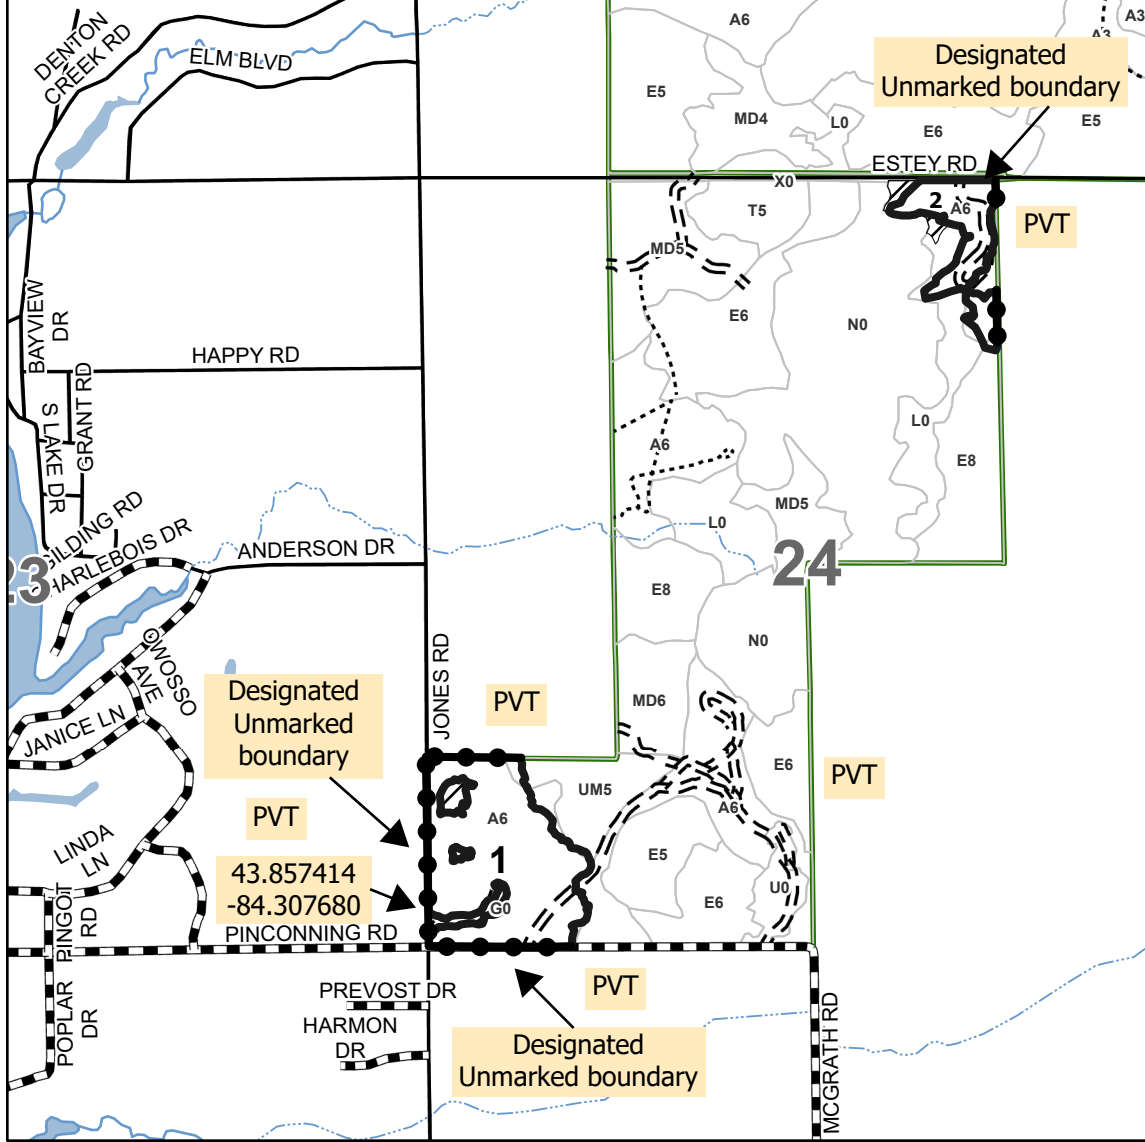 DENTON
CREEK RD
ELM BLVD
A6
A3
A3
Designated
Unmarked boundary
E5
MD4
L0
E6
E5
ESTEY RD
X0
T5
2
A6
PVT
MD5
BAYVIEW
DR
E6
N0
HAPPY RD
GRANT RD
S LAKE DR
L0
A6
E8
MD5
GILDING RD
HARLEBOIS DR
L0
ANDERSON DR
23
24
E8
N0
OWOSSO
AVE
JONES RD
Designated
Unmarked
boundary
PVT
MD6
JANICE LN
E6
PVT
UM5
A6
A6
PVT
LINDA
LN
1
E5
43.857414
-84.307680
U0
E6
G0
PINGOT
RD
PINCONNING RD
PVT
PREVOST DR
POPLAR
DR
HARMON
DR
MCGRATH RD
Designated
Unmarked boundary